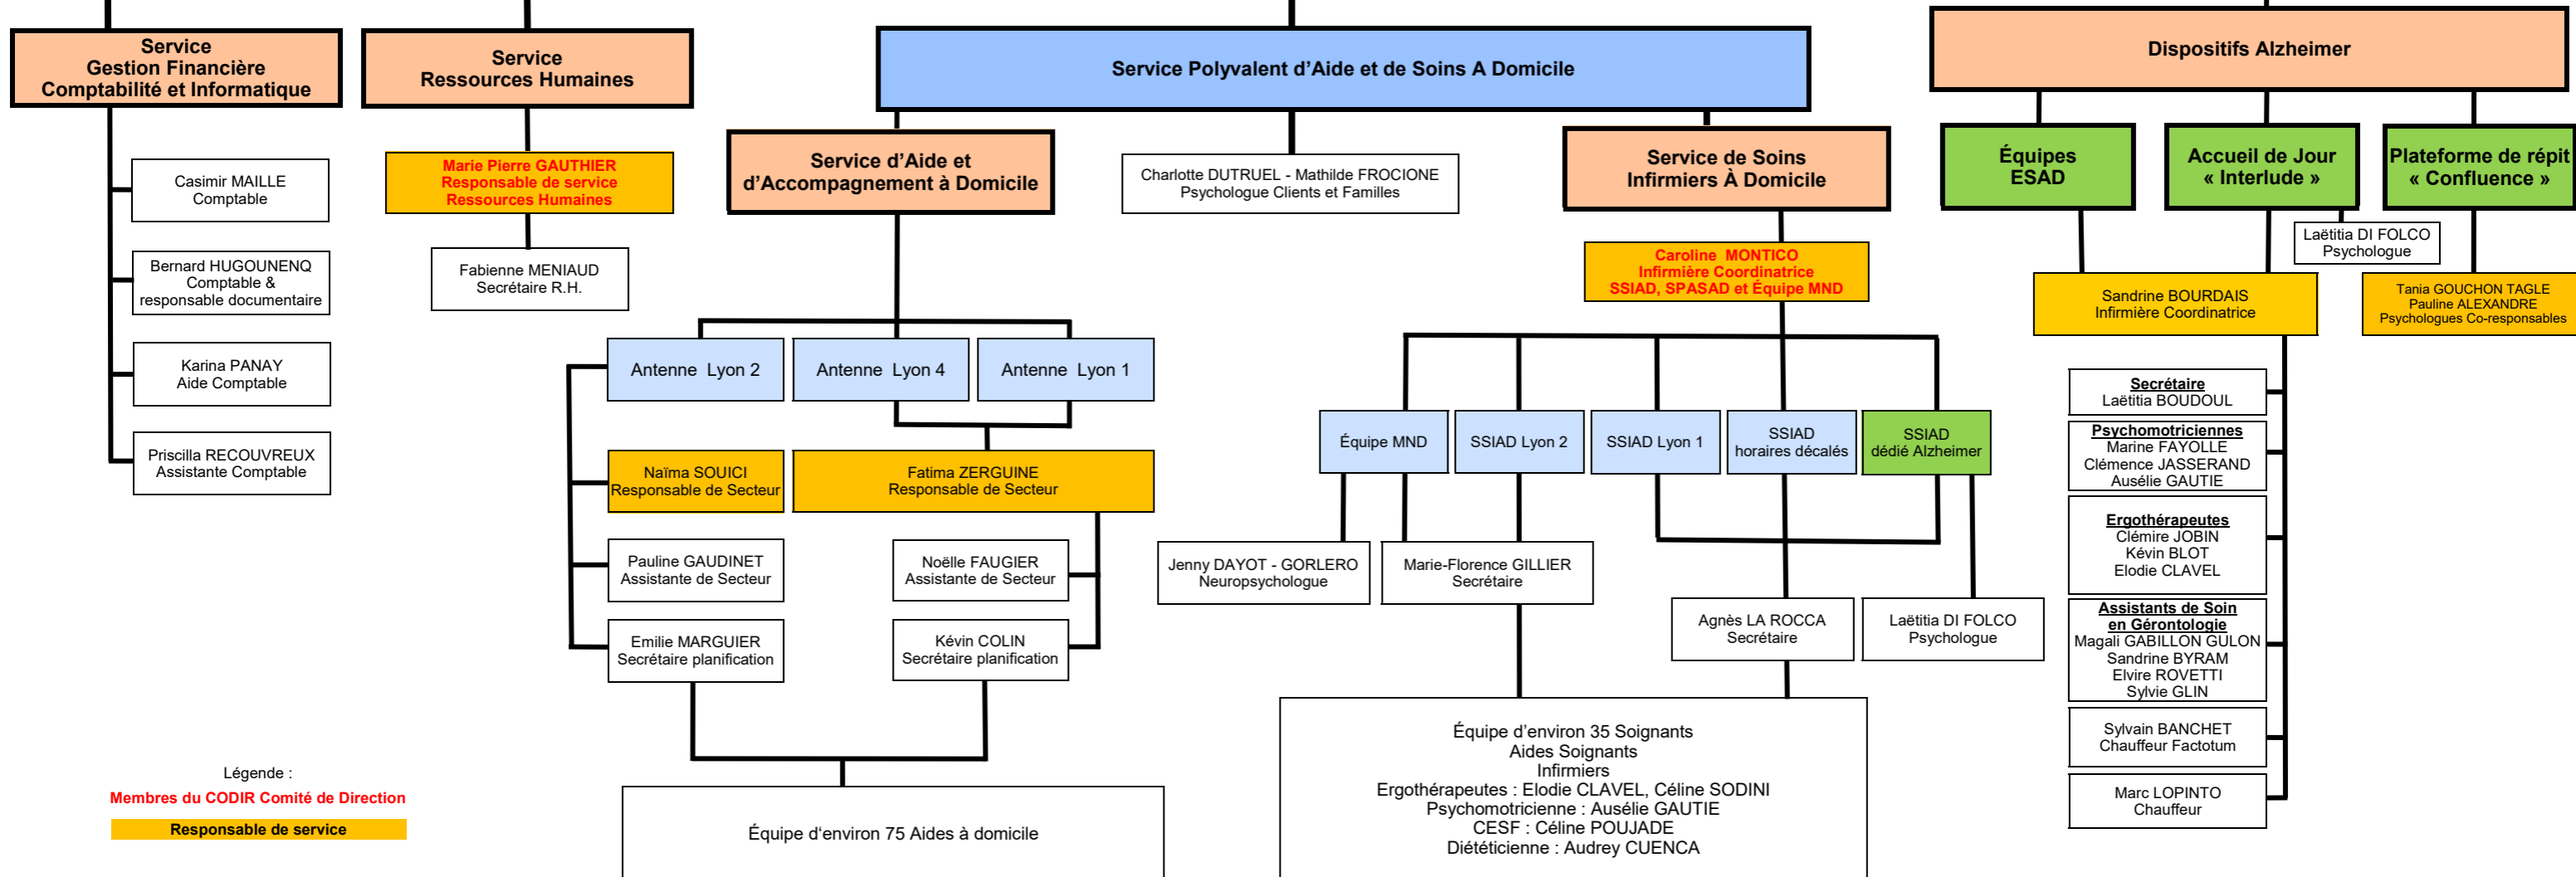 Service
Gestion Financière
Comptabilité et Informatique
Casimir MAILLE
Comptable
Bernard HUGOUNENQ
Comptable &
responsable documentaire
Karina PANAY
Aide Comptable
Priscilla RECOUVREUX
Assistante Comptable
Service
Ressources Humaines
Marie Pierre GAUTHIER
Responsable de service
Ressources Humaines
Fabienne MENIAUD
Secrétaire R.H.
Service Polyvalent d’Aide et de Soins A Domicile
Service d’Aide et
d’Accompagnement à Domicile
Charlotte DUTRUEL - Mathilde FROCIONE
Psychologue Clients et Familles
Service de Soins
Infirmiers À Domicile
Caroline  MONTICO
Infirmière Coordinatrice
SSIAD, SPASAD et Équipe MND
Antenne  Lyon 2
Antenne  Lyon 4
Antenne  Lyon 1
Naïma SOUICI
Responsable de Secteur
Fatima ZERGUINE
Responsable de Secteur
Pauline GAUDINET
Assistante de Secteur
Noëlle FAUGIER
Assistante de Secteur
Emilie MARGUIER
Secrétaire planification
Kévin COLIN
Secrétaire planification
Équipe d‘environ 75 Aides à domicile
Équipe MND
SSIAD Lyon 2
SSIAD Lyon 1
SSIAD
horaires décalés
SSIAD
dédié Alzheimer
Jenny DAYOT - GORLERO
Neuropsychologue
Marie-Florence GILLIER
Secrétaire
Agnès LA ROCCA
Secrétaire
Laëtitia DI FOLCO
Psychologue
Équipe d’environ 35 Soignants
Aides Soignants
Infirmiers
Ergothérapeutes : Elodie CLAVEL, Céline SODINI
Psychomotricienne : Ausélie GAUTIE
CESF : Céline POUJADE
Diététicienne : Audrey CUENCA
Dispositifs Alzheimer
Équipes
ESAD
Accueil de Jour
« Interlude »
Plateforme de répit
« Confluence »
Laëtitia DI FOLCO
Psychologue
Sandrine BOURDAIS
Infirmière Coordinatrice
Tania GOUCHON TAGLE
Pauline ALEXANDRE
Psychologues Co-responsables
Secrétaire
Laëtitia BOUDOUL
Psychomotriciennes
Marine FAYOLLE
Clémence JASSERAND
Ausélie GAUTIE
Ergothérapeutes
Clémire JOBIN
Kévin BLOT
Elodie CLAVEL
Assistants de Soin
en Gérontologie
Magali GABILLON GULON
Sandrine BYRAM
Elvire ROVETTI
Sylvie GLIN
Sylvain BANCHET
Chauffeur Factotum
Marc LOPINTO
Chauffeur
Légende :
Membres du CODIR Comité de Direction
Responsable de service